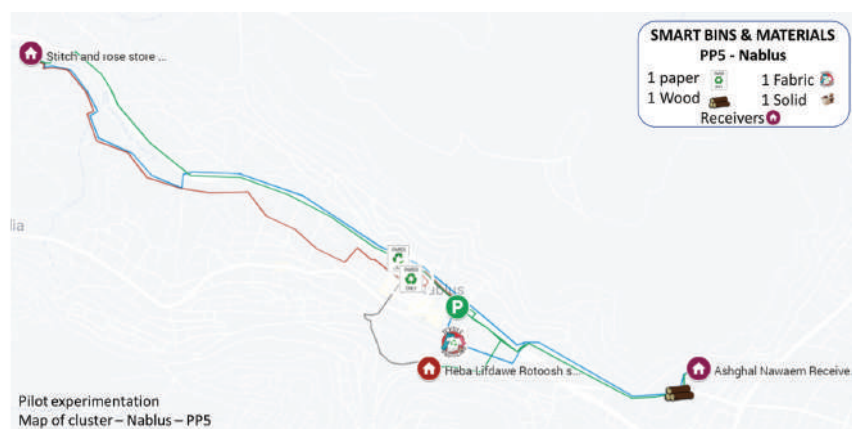 Stitch and rose store ...
SMART BINS & MATERIALS
PP5 - Nablus
1 paper
1 Fabric
1 Wood
1 Solid
Receivers
P
Heba Lifdawe Rotoosh s...
Ashghal Nawaem Receive
Pilot experimentation
Map of cluster – Nablus – PP5